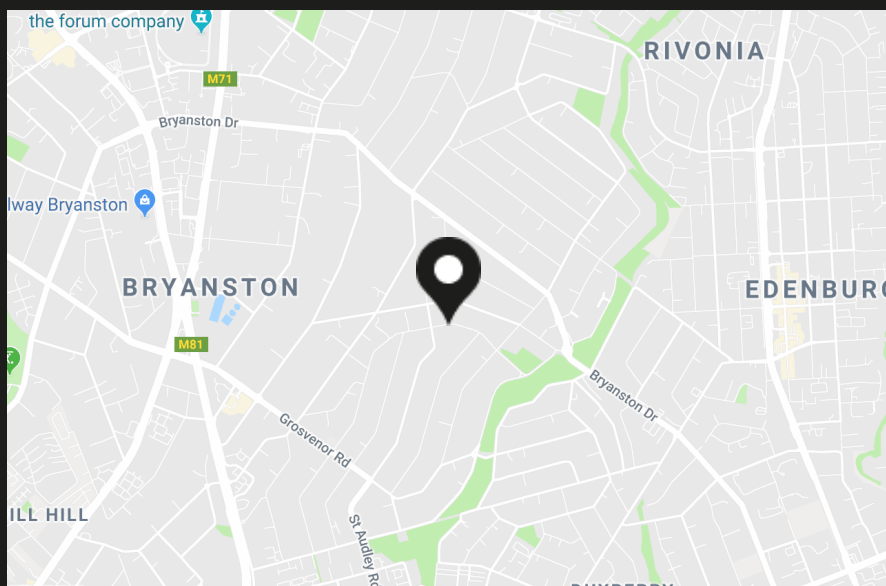 the forum company
RIVONIA
M71
Bryanston Dr
lway Bryanston
BRYANSTON
EDENBURG
M81
Bryanston Dr
Grosvenor Rd
ILL HILL
St Audley Rd